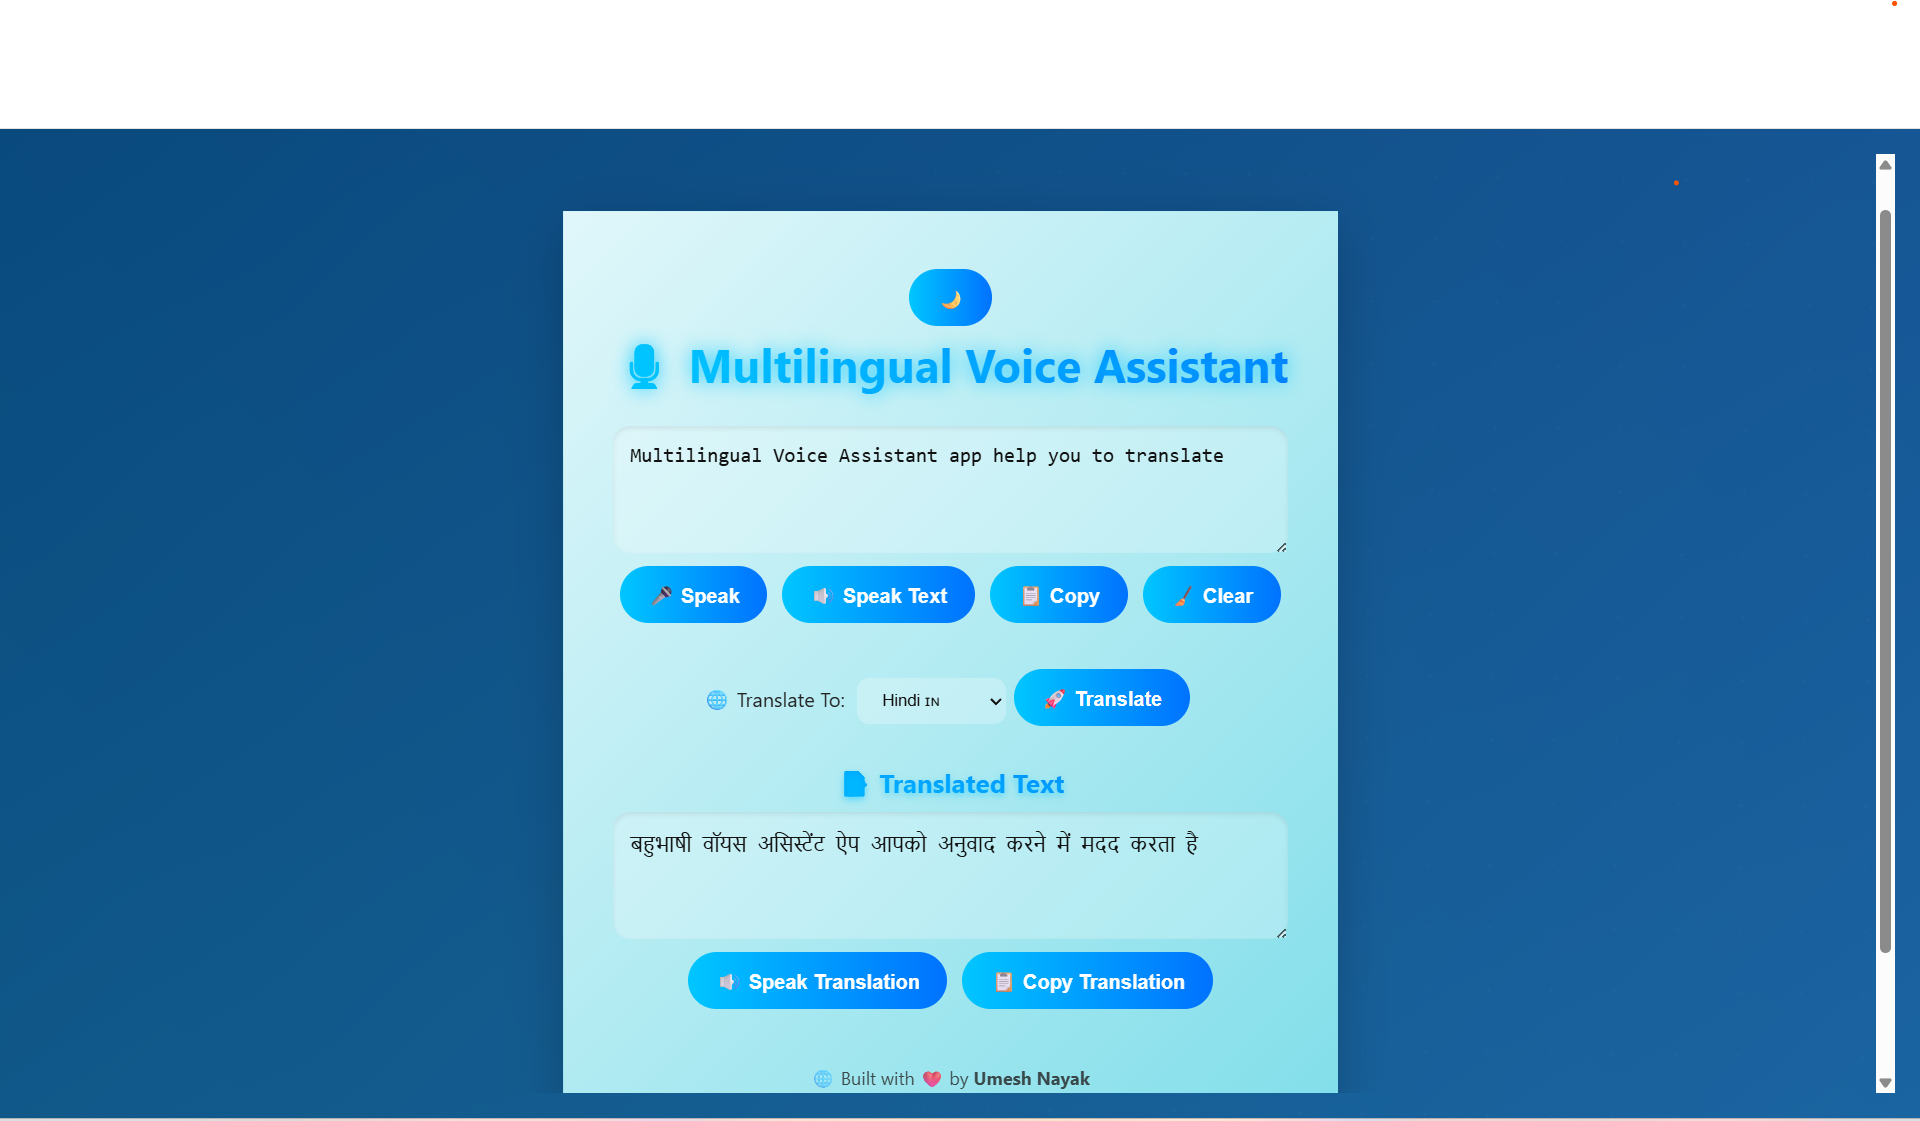 Multilingual Voice Assistant
Multilingual Voice Assistant app help you to translate
Speak
Speak Text
Copy
Clear
Translate To:
Hindi IN
Translate
Translated Text
बहुभाषी वॉयस असिस्टेंट ऐप आपको अनुवाद करने में मदद करता है
Speak Translation
Copy Translation
Built with ❤️ by Umesh Nayak